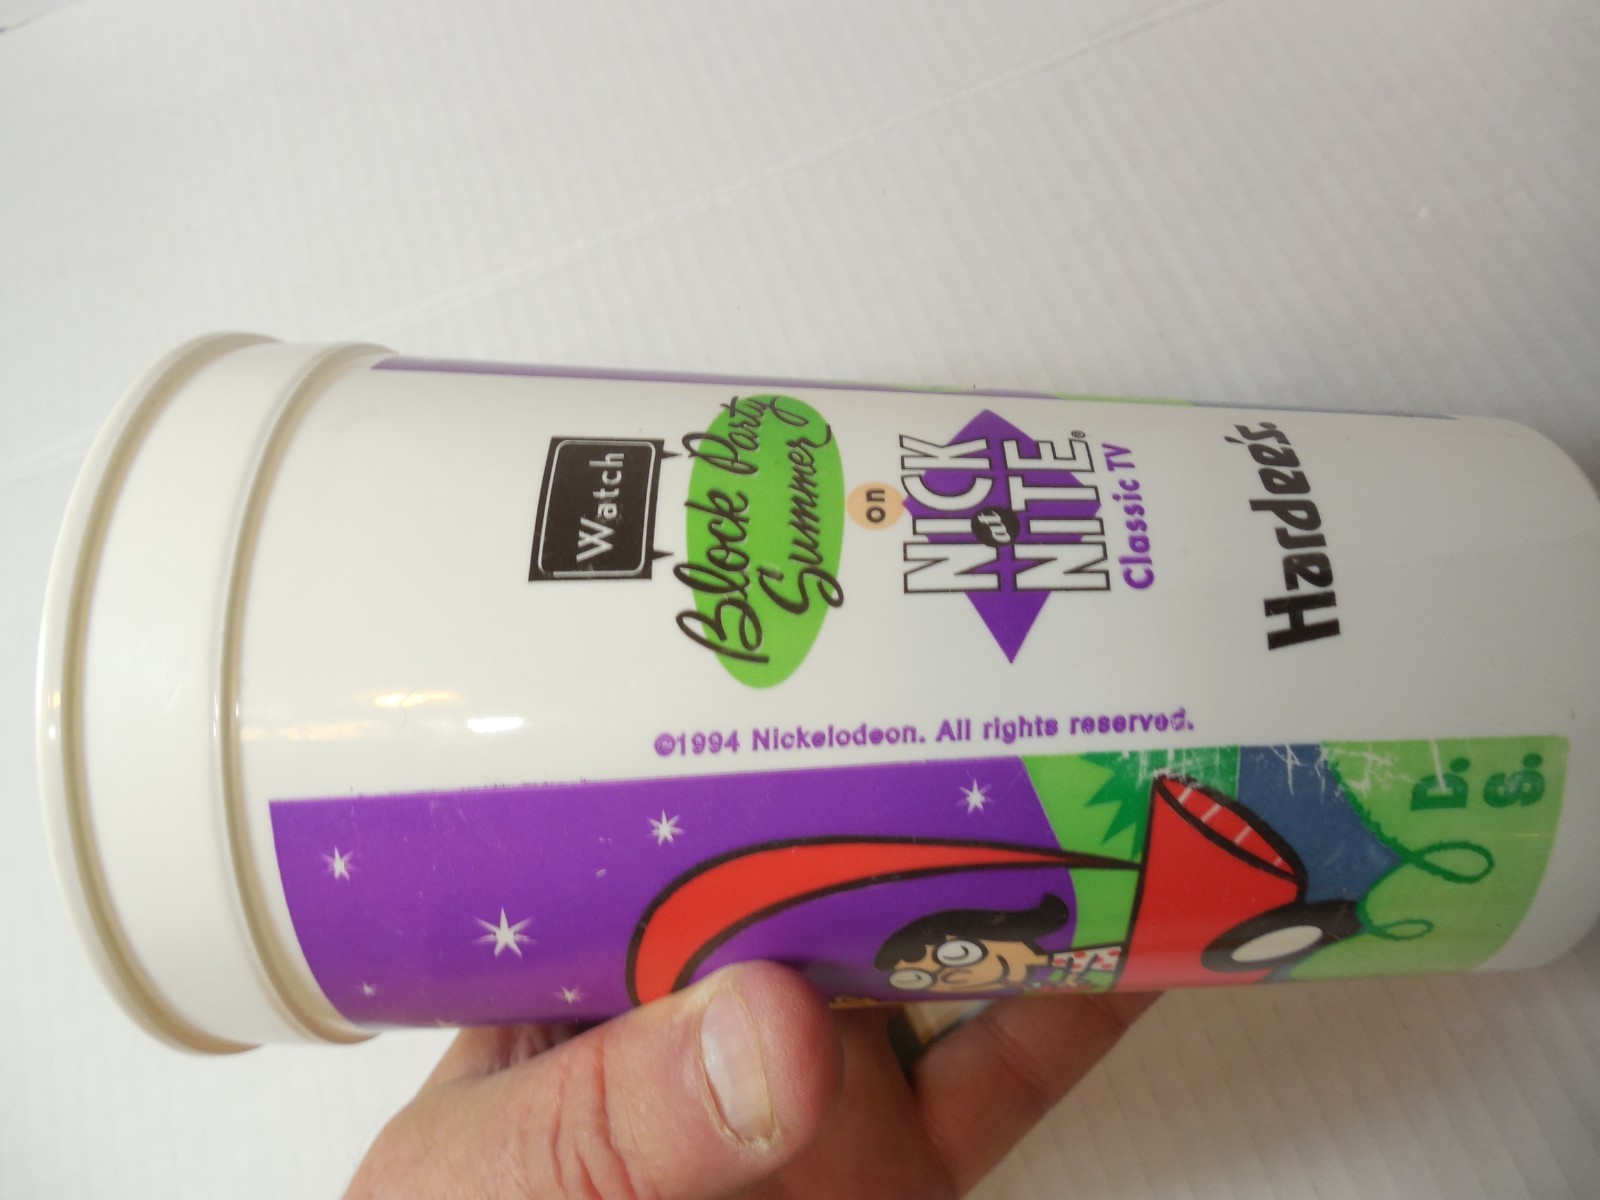 Watch
Block Party
Summer
on
NICK
at
NITE®
Classic TV
Hardee's.
©1994 Nickelodeon. All rights reserved.
D.
S.